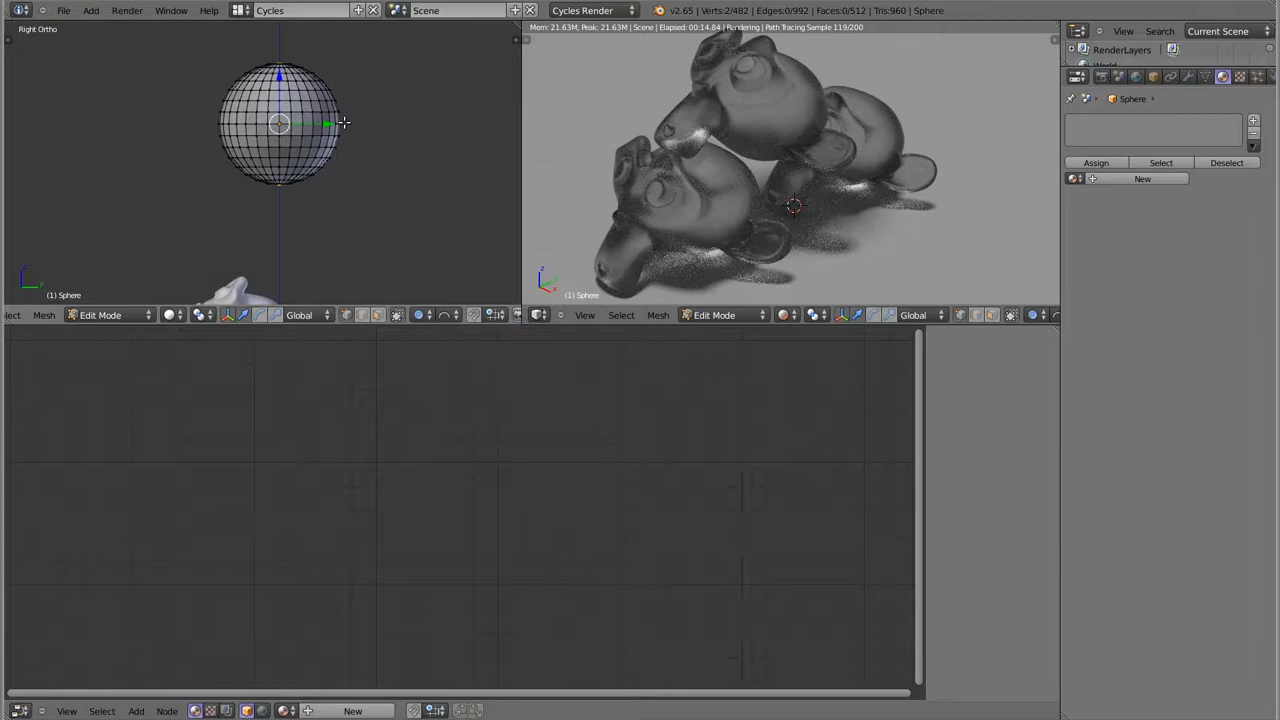 File Add Render Window Help Cycles Scene Cycles Render v2.65 | Verts:2/482 | Edges:0/992 | Faces:0/512 | Tris:960 | Sphere
Right Ortho
Mem: 21.63M, Peak: 21.63M | Scene | Elapsed: 00:14.84 | Rendering | Path Tracing Sample 119/200
View Search Current Scene
RenderLayers
Sphere
Assign Select Deselect
New
(1) Sphere
(1) Sphere
lect Mesh Edit Mode Global
View Select Mesh Edit Mode Global
View Select Add Node New